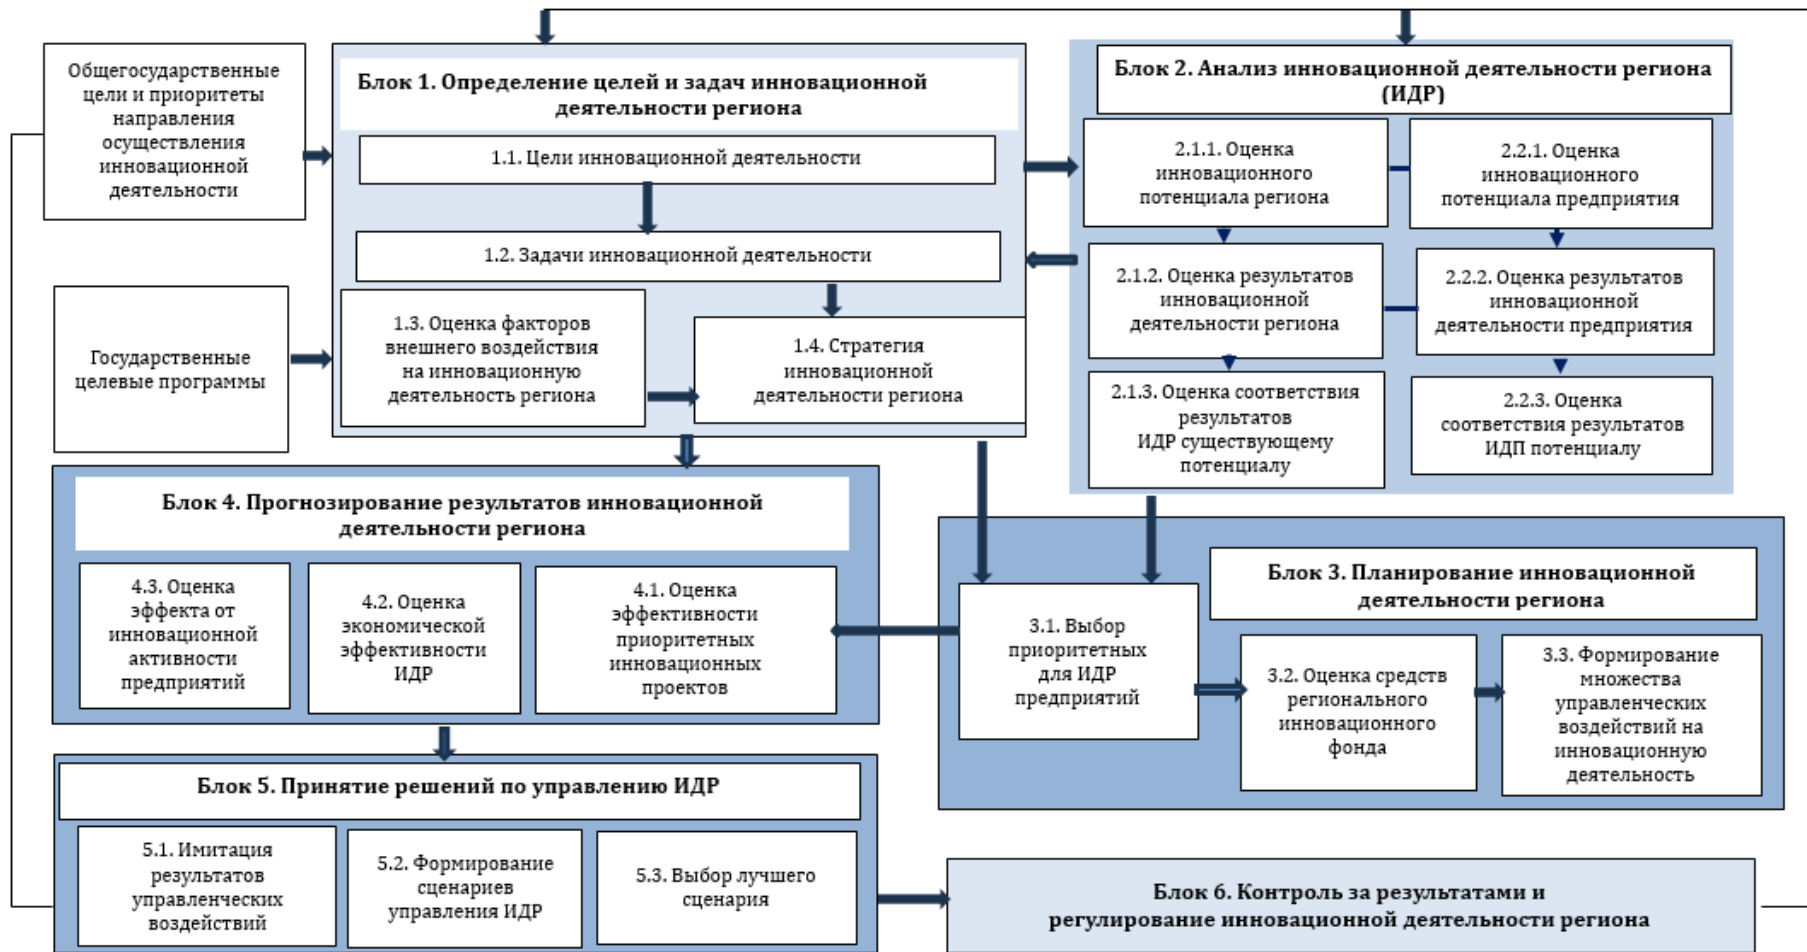 Общегосударственные
цели и приоритеты
направления
осуществления
инновационной
деятельности
Государственные
целевые программы
Блок 1. Определение целей и задач инновационной
деятельности региона
1.1. Цели инновационной деятельности
1.2. Задачи инновационной деятельности
1.3. Оценка факторов
внешнего воздействия
на инновационную
деятельность региона
1.4. Стратегия
инновационной
деятельности региона
Блок 2. Анализ инновационной деятельности региона
(ИДР)
2.1.1. Оценка
инновационного
потенциала региона
2.2.1. Оценка
инновационного
потенциала предприятия
2.1.2. Оценка результатов
инновационной
деятельности региона
2.2.2. Оценка результатов
инновационной
деятельности предприятия
2.1.3. Оценка соответствия
результатов
ИДР существующему
потенциалу
2.2.3. Оценка
соответствия результатов
ИДП потенциалу
Блок 4. Прогнозирование результатов инновационной
деятельности региона
4.3. Оценка
эффекта от
инновационной
активности
предприятий
4.2. Оценка
экономической
эффективности
ИДР
4.1. Оценка
эффективности
приоритетных
инновационных
проектов
Блок 3. Планирование инновационной
деятельности региона
3.1. Выбор
приоритетных
для ИДР
предприятий
3.2. Оценка средств
регионального
инновационного
фонда
3.3. Формирование
множества
управленческих
воздействий на
инновационную
деятельность
Блок 5. Принятие решений по управлению ИДР
5.1. Имитация
результатов
управленческих
воздействий
5.2. Формирование
сценариев
управления ИДР
5.3. Выбор лучшего
сценария
Блок 6. Контроль за результатами и
регулирование инновационной деятельности региона